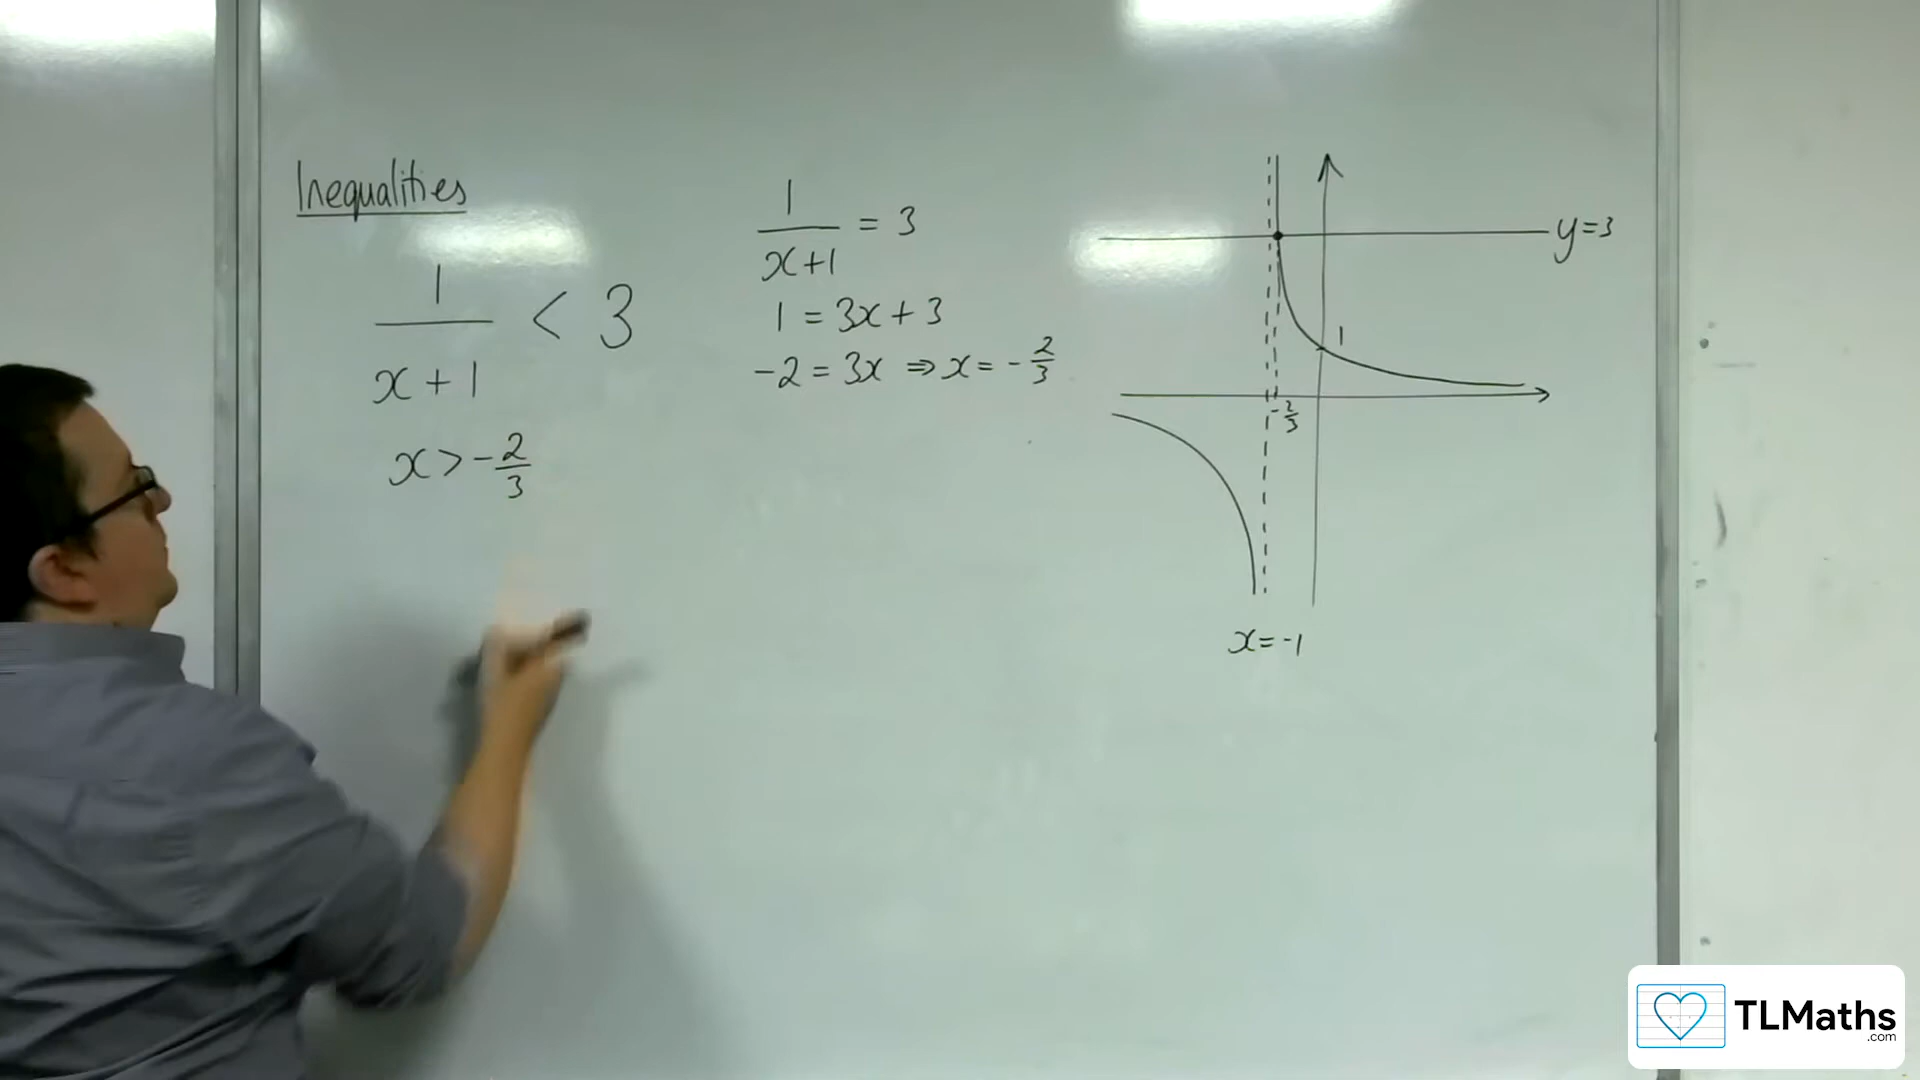 Inequalities
1/(x+1) < 3
x > -2/3
1/(x+1) = 3
1 = 3x + 3
-2 = 3x ⇒ x = -2/3
y=3
1
-2/3
x=-1
TLMaths
.com